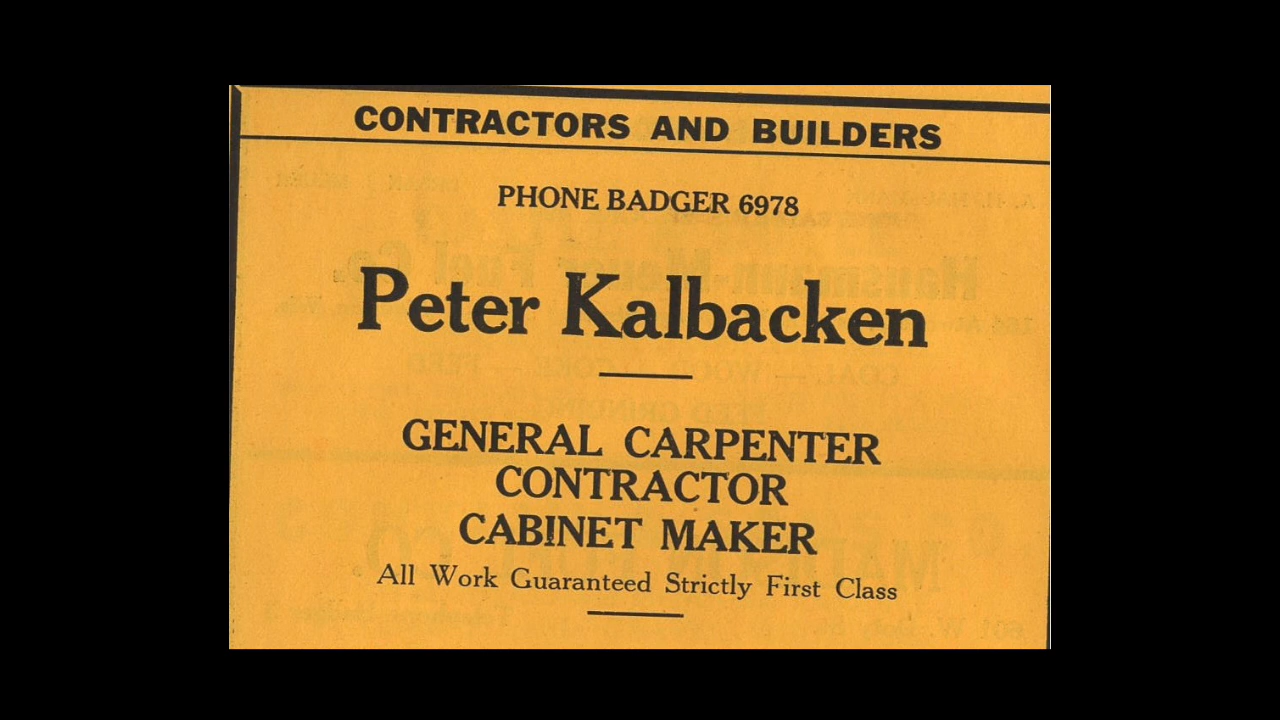 CONTRACTORS AND BUILDERS
PHONE BADGER 6978
Peter Kalbacken
GENERAL CARPENTER
CONTRACTOR
CABINET MAKER
All Work Guaranteed Strictly First Class